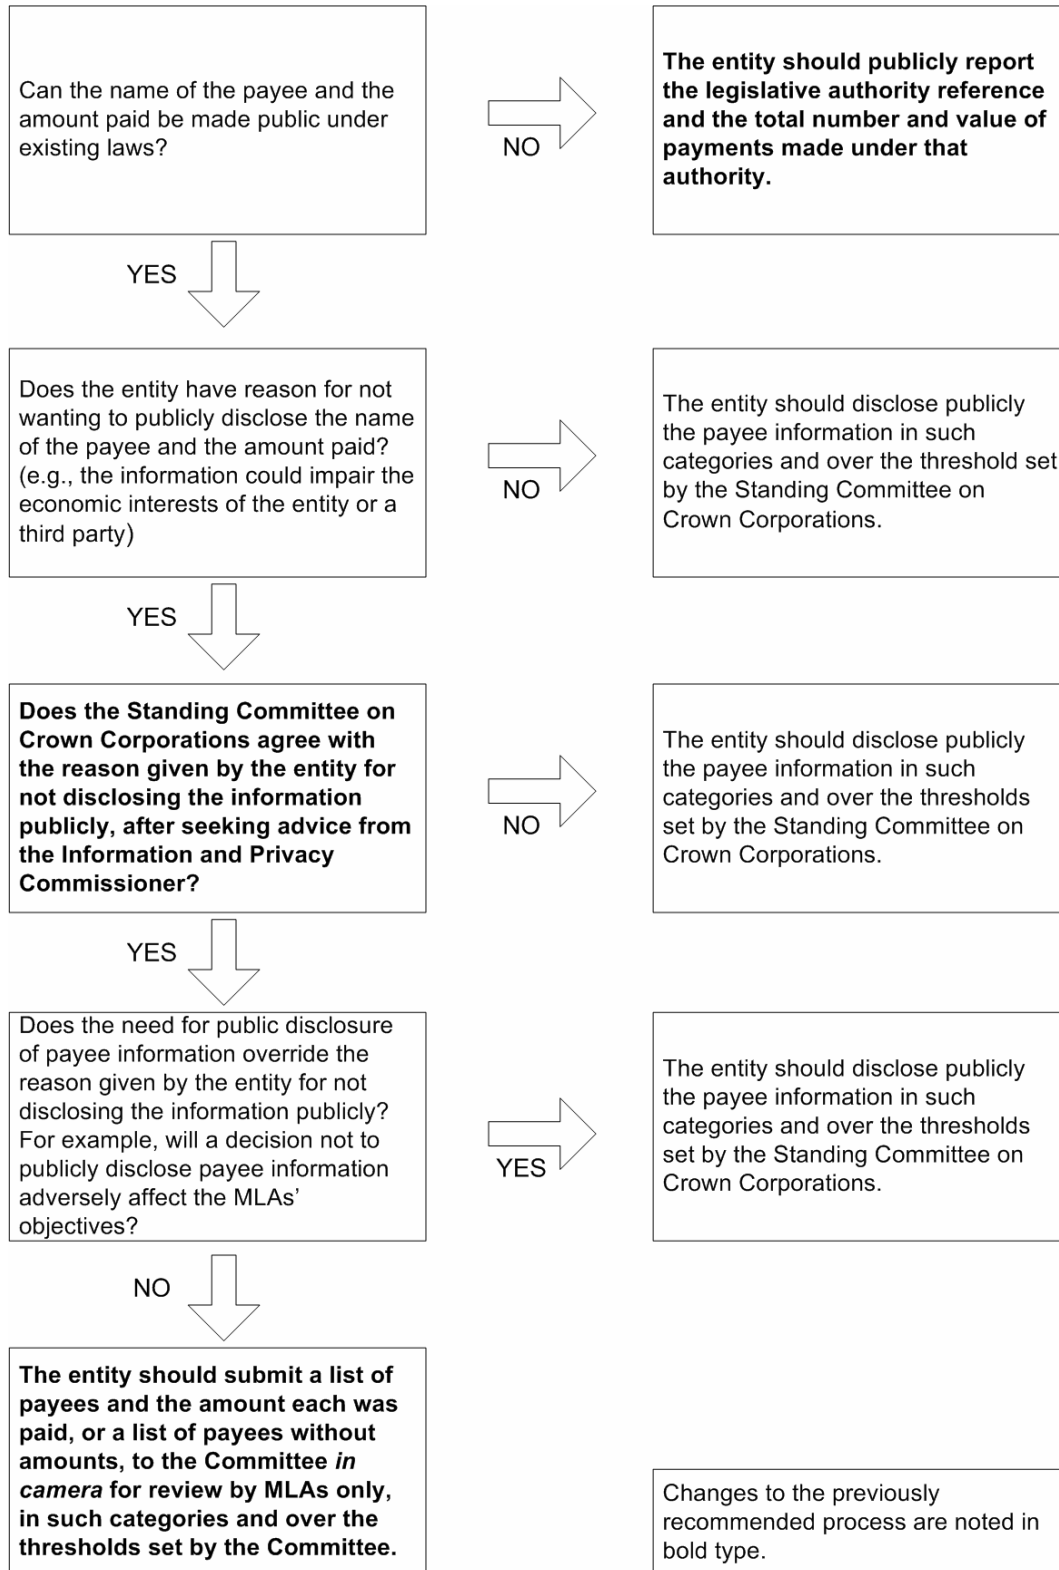 Can the name of the payee and the
amount paid be made public under
existing laws?
NO
The entity should publicly report
the legislative authority reference
and the total number and value of
payments made under that
authority.
YES
Does the entity have reason for not
wanting to publicly disclose the name
of the payee and the amount paid?
(e.g., the information could impair the
economic interests of the entity or a
third party)
NO
The entity should disclose publicly
the payee information in such
categories and over the threshold set
by the Standing Committee on
Crown Corporations.
YES
Does the Standing Committee on
Crown Corporations agree with
the reason given by the entity for
not disclosing the information
publicly, after seeking advice from
the Information and Privacy
Commissioner?
NO
The entity should disclose publicly
the payee information in such
categories and over the thresholds
set by the Standing Committee on
Crown Corporations.
YES
Does the need for public disclosure
of payee information override the
reason given by the entity for not
disclosing the information publicly?
For example, will a decision not to
publicly disclose payee information
adversely affect the MLAs’
objectives?
YES
The entity should disclose publicly
the payee information in such
categories and over the thresholds
set by the Standing Committee on
Crown Corporations.
NO
The entity should submit a list of
payees and the amount each was
paid, or a list of payees without
amounts, to the Committee in
camera for review by MLAs only,
in such categories and over the
thresholds set by the Committee.
Changes to the previously
recommended process are noted in
bold type.